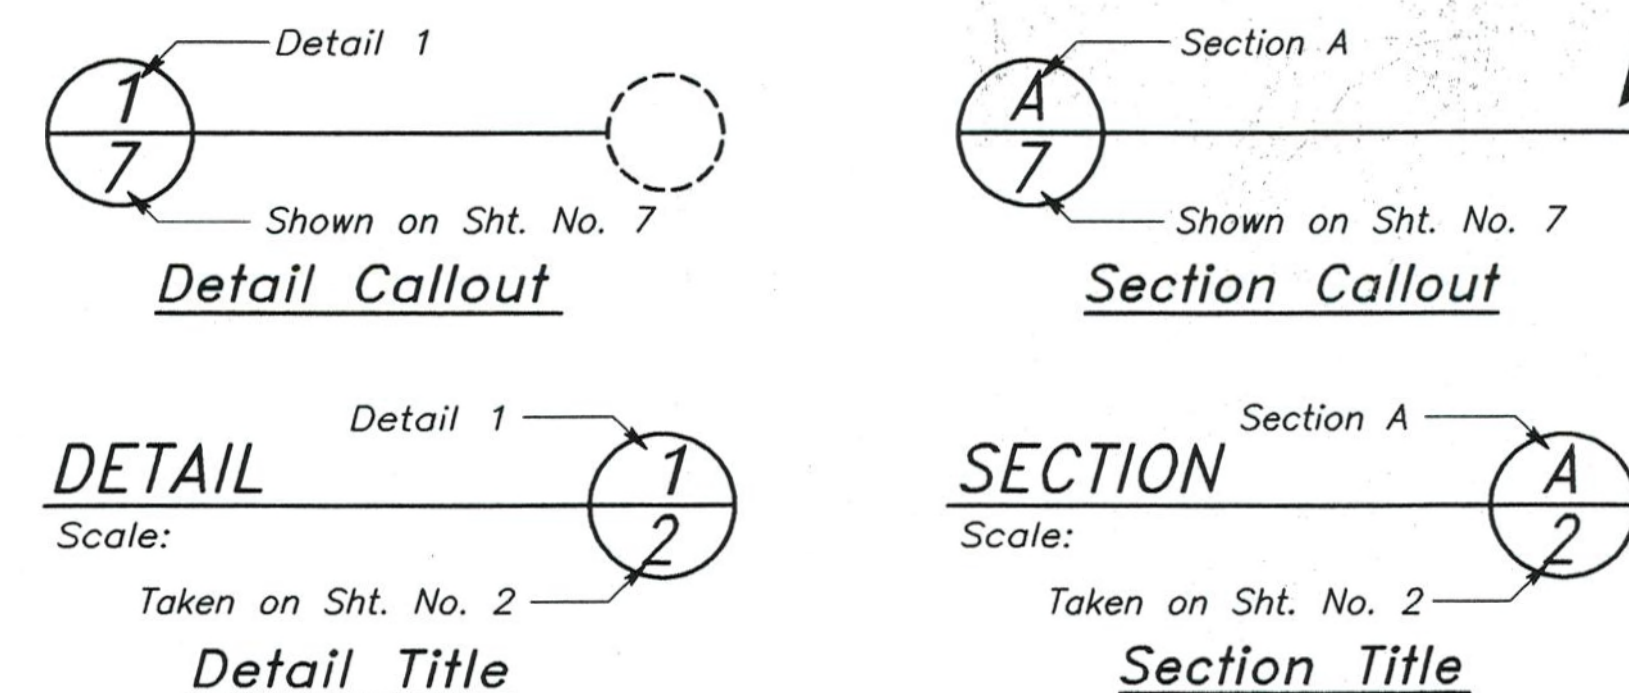 Detail 1
1
7
Shown on Sht. No. 7
Detail Callout
Section A
A
7
Shown on Sht. No. 7
Section Callout
Detail 1
DETAIL
1
2
Scale:
Taken on Sht. No. 2
Detail Title
Section A
SECTION
A
2
Scale:
Taken on Sht. No. 2
Section Title